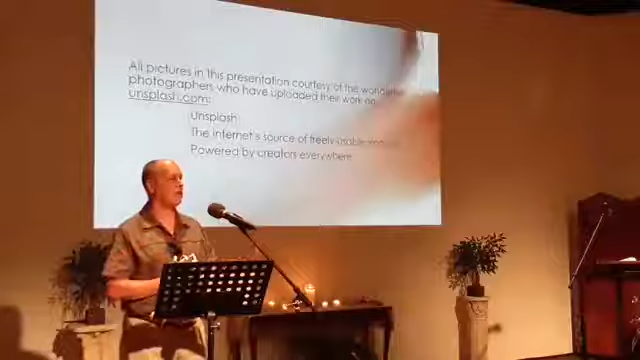 All pictures in this presentation courtesy of the wonderful
photographers who have uploaded their work on
unsplash.com:
Unsplash
The internet's source of freely usable
Powered by creators everywhere